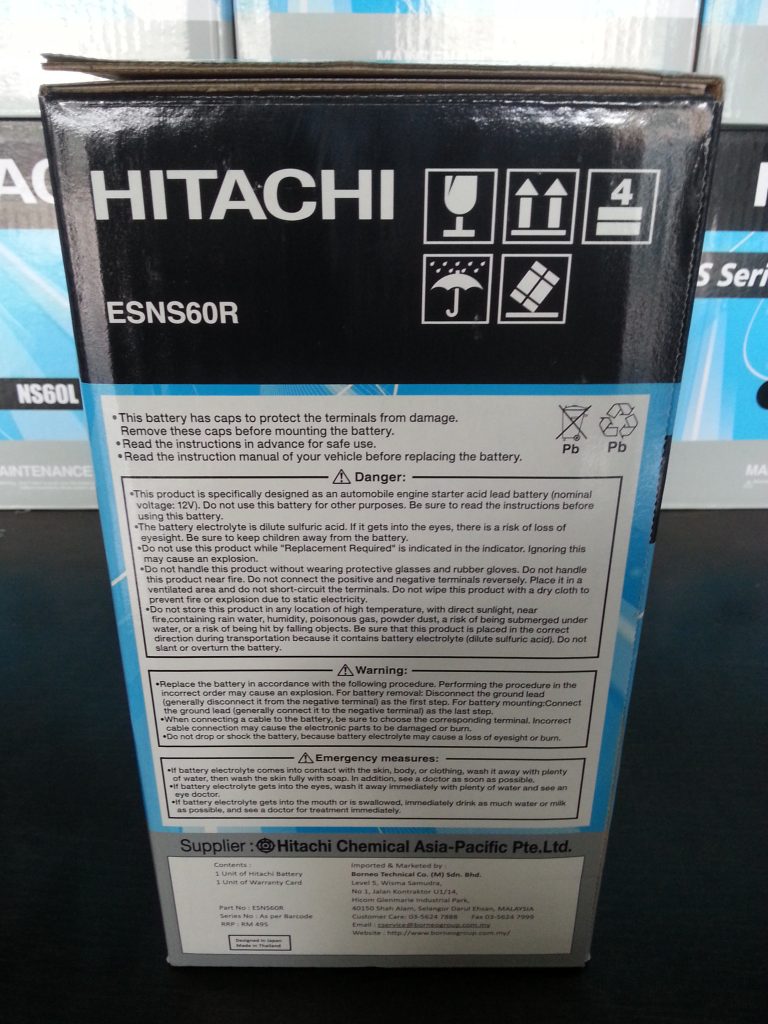 HITACHI
4
ESNS60R
NS60L
S Seri
MAINTENANCE
•This battery has caps to protect the terminals from damage.
Remove these caps before mounting the battery.
•Read the instructions in advance for safe use.
•Read the instruction manual of your vehicle before replacing the battery.
Pb
Pb
Danger:
•This product is specifically designed as an automobile engine starter acid lead battery (nominal
voltage: 12V). Do not use this battery for other purposes. Be sure to read the instructions before
using this battery.
•The battery electrolyte is dilute sulfuric acid. If it gets into the eyes, there is a risk of loss of
eyesight. Be sure to keep children away from the battery.
•Do not use this product while "Replacement Required" is indicated in the indicator. Ignoring this
may cause an explosion.
•Do not handle this product without wearing protective glasses and rubber gloves. Do not handle
this product near fire. Do not connect the positive and negative terminals reversely. Place it in a
ventilated area and do not short-circuit the terminals. Do not wipe this product with a dry cloth to
prevent fire or explosion due to static electricity.
•Do not store this product in any location of high temperature, with direct sunlight, near
fire,containing rain water, humidity, poisonous gas, powder dust, a risk of being submerged under
water, or a risk of being hit by falling objects. Be sure that this product is placed in the correct
direction during transportation because it contains battery electrolyte (dilute sulfuric acid). Do not
slant or overturn the battery.
Warning:
•Replace the battery in accordance with the following procedure. Performing the procedure in the
incorrect order may cause an explosion. For battery removal: Disconnect the ground lead
(generally disconnect it from the negative terminal) as the first step. For battery mounting:Connect
the ground lead (generally connect it to the negative terminal) as the last step.
•When connecting a cable to the battery, be sure to choose the corresponding terminal. Incorrect
cable connection may cause the electronic parts to be damaged or burn.
•Do not drop or shock the battery, because battery electrolyte may cause a loss of eyesight or burn.
Emergency measures:
•If battery electrolyte comes into contact with the skin, body, or clothing, wash it away with plenty
of water, then wash the skin fully with soap. In addition, see a doctor as soon as possible.
•If battery electrolyte gets into the eyes, wash it away immediately with plenty of water and see an
eye doctor.
•If battery electrolyte gets into the mouth or is swallowed, immediately drink as much water or milk
as possible, and see a doctor for treatment immediately.
Supplier : Hitachi Chemical Asia-Pacific Pte.Ltd.
Contents :
1 Unit of Hitachi Battery
1 Unit of Warranty Card
Part No : ESNS60R
Series No : As per Barcode
RRP : RM 495
Designed in Japan
Made in Thailand
Imported & Marketed by :
Borneo Technical Co. (M) Sdn. Bhd.
Level 5, Wisma Samudra,
No 1, Jalan Kontraktor U1/14,
Hicom Glenmarie Industrial Park,
40150 Shah Alam, Selangor Darul Ehsan, MALAYSIA
Customer Care: 03-5624 7888 Fax 03-5624 7999
Email : cservice@borneogroup.com.my
Website : http://www.borneogroup.com.my/